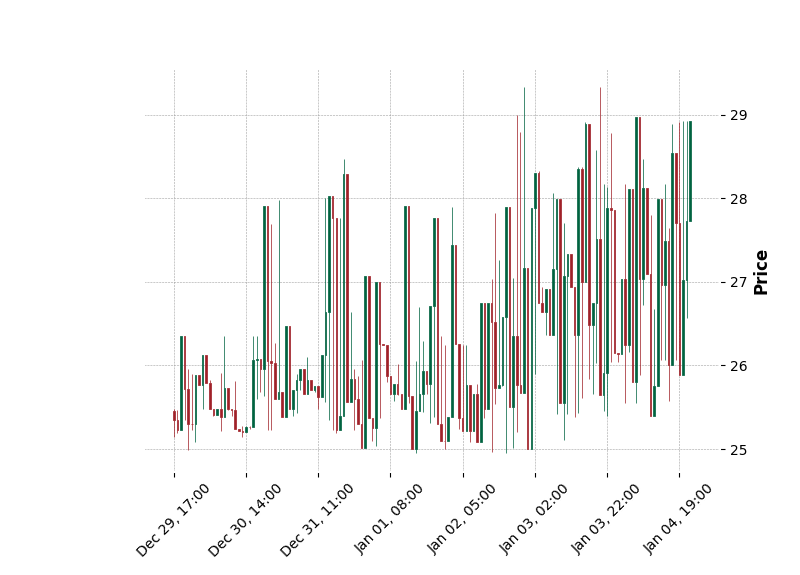 29
28
27
26
25
Price
Dec 29, 17:00
Dec 30, 14:00
Dec 31, 11:00
Jan 01, 08:00
Jan 02, 05:00
Jan 03, 02:00
Jan 03, 22:00
Jan 04, 19:00